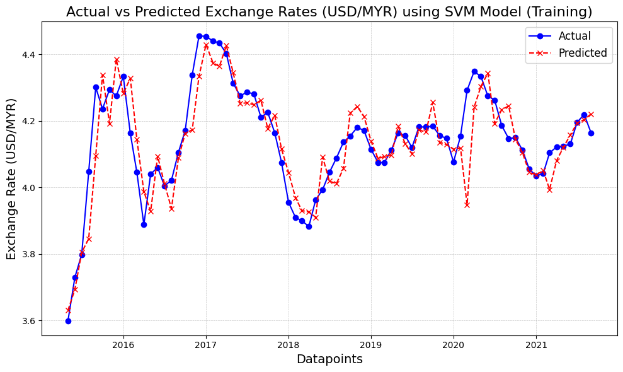 Actual vs Predicted Exchange Rates (USD/MYR) using SVM Model (Training)
Actual
Predicted
Exchange Rate (USD/MYR)
4.4
4.2
4.0
3.8
3.6
2016 2017 2018 2019 2020 2021
Datapoints